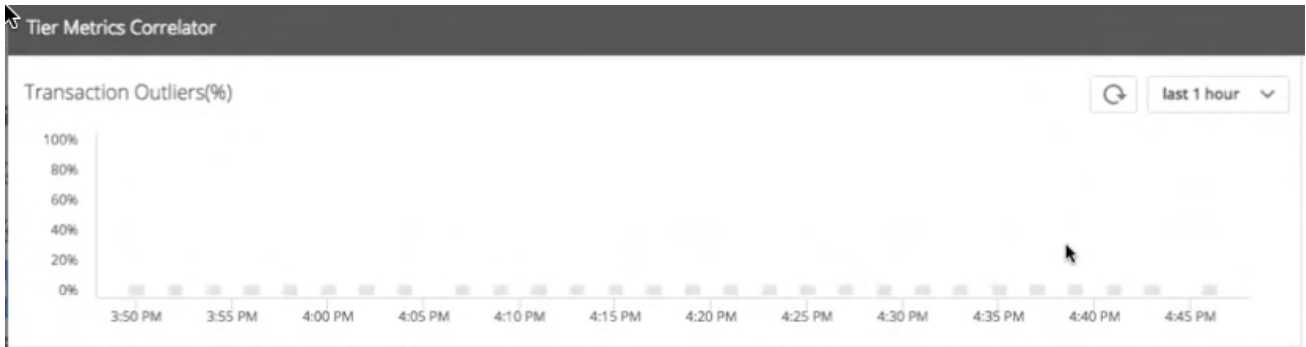 Tier Metrics Correlator
Transaction Outliers(%)
last 1 hour
100%
80%
60%
40%
20%
0%
3:50 PM 3:55 PM 4:00 PM 4:05 PM 4:10 PM 4:15 PM 4:20 PM 4:25 PM 4:30 PM 4:35 PM 4:40 PM 4:45 PM